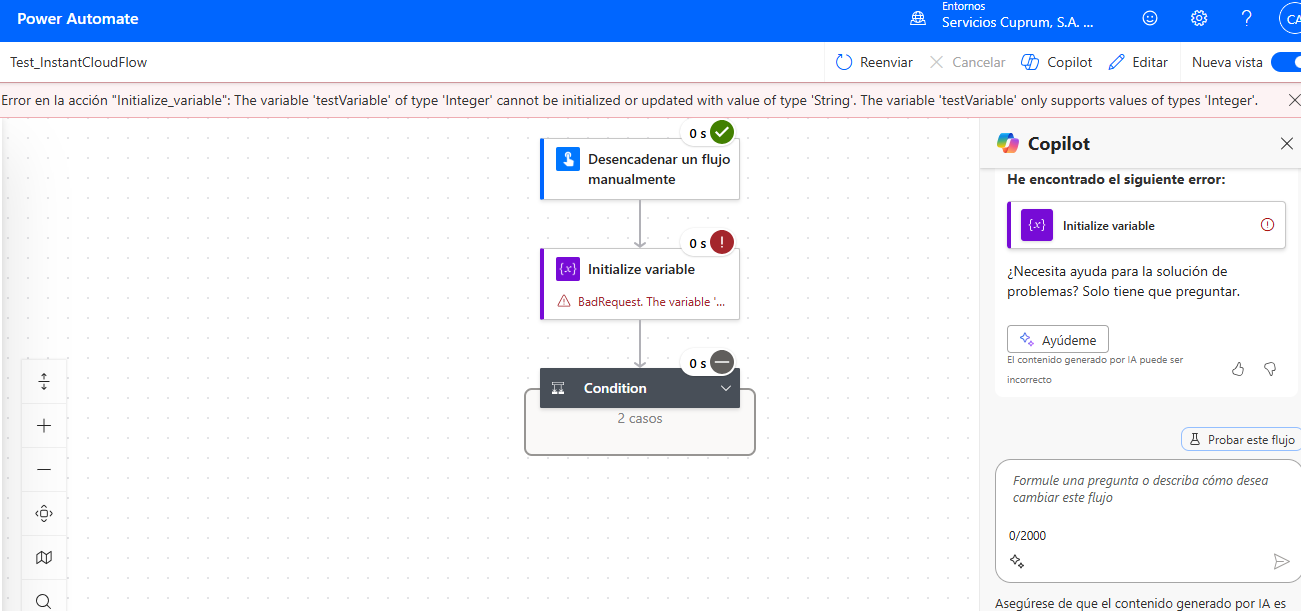 Power Automate
Entornos
Servicios Cuprum, S.A. ...
?
CA
Test_InstantCloudFlow
Reenviar
Cancelar
Copilot
Editar
Nueva vista
Error en la acción "Initialize_variable": The variable 'testVariable' of type 'Integer' cannot be initialized or updated with value of type 'String'. The variable 'testVariable' only supports values of types 'Integer'.
0 s
Desencadenar un flujo
manualmente
0 s
{x} Initialize variable
BadRequest. The variable '...
0 s
Condition
2 casos
Copilot
He encontrado el siguiente error:
{x} Initialize variable
¿Necesita ayuda para la solución de
problemas? Solo tiene que preguntar.
Ayúdeme
El contenido generado por IA puede ser
incorrecto
Probar este flujo
Formule una pregunta o describa cómo desea
cambiar este flujo
0/2000
Asegúrese de que el contenido generado por IA es